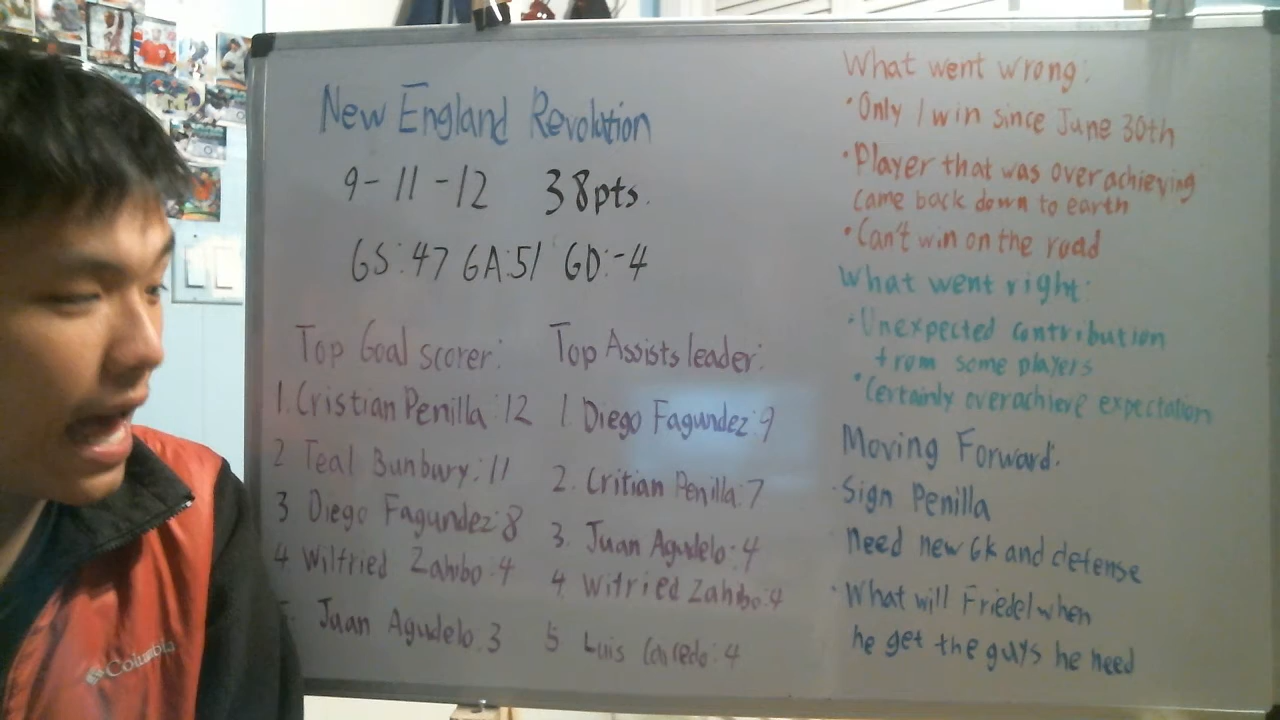 New England Revolution
9-11-12 38pts.
GS:47 GA:51 GD:-4
Top Goal scorer:
1. Cristian Penilla:12
2 Teal Bunbury:11
3 Diego Fagundez:8
4 Wilfried Zahibo:4
Juan Agudelo:3
Top Assists leader:
1. Diego Fagundez:9
2. Critian Penilla:7
3. Juan Agudelo:4
4 Witried Zahibo:4
5 Luis :4
What went wrong:
•Only 1 win since June 30th
•Player that was overachieving
came back down to earth
•Can't win on the road
What went right:
•Unexpected contribution
from some players
•Certainly overachieve expectation
Moving Forward:
•Sign Penilla
Need new GK and defense
•What will Friedel when
he get the guys he need
Columbia